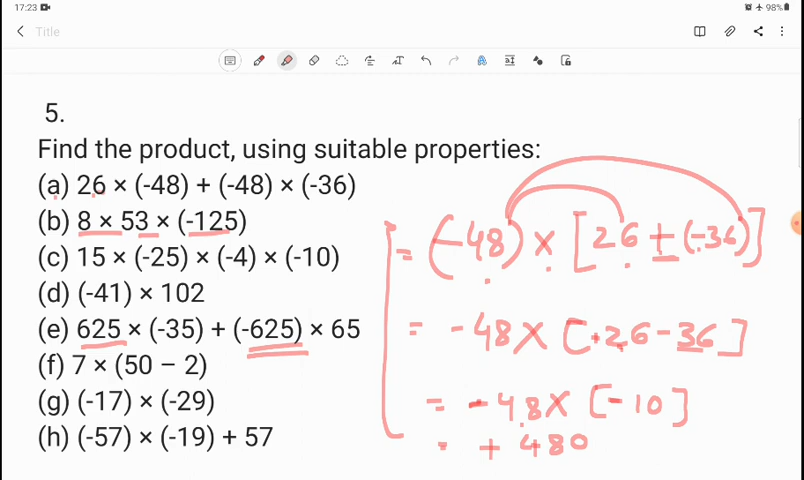 17:23
98%
Title
5.
Find the product, using suitable properties:
(a) 26 × (-48) + (-48) × (-36)
(b) 8 × 53 × (-125)
(c) 15 × (-25) × (-4) × (-10)
(d) (-41) × 102
(e) 625 × (-35) + (-625) × 65
(f) 7 × (50 – 2)
(g) (-17) × (-29)
(h) (-57) × (-19) + 57
= (-48) × [26 + (-36)]
= -48 × [+26 - 36]
= -48 × [-10]
= + 480